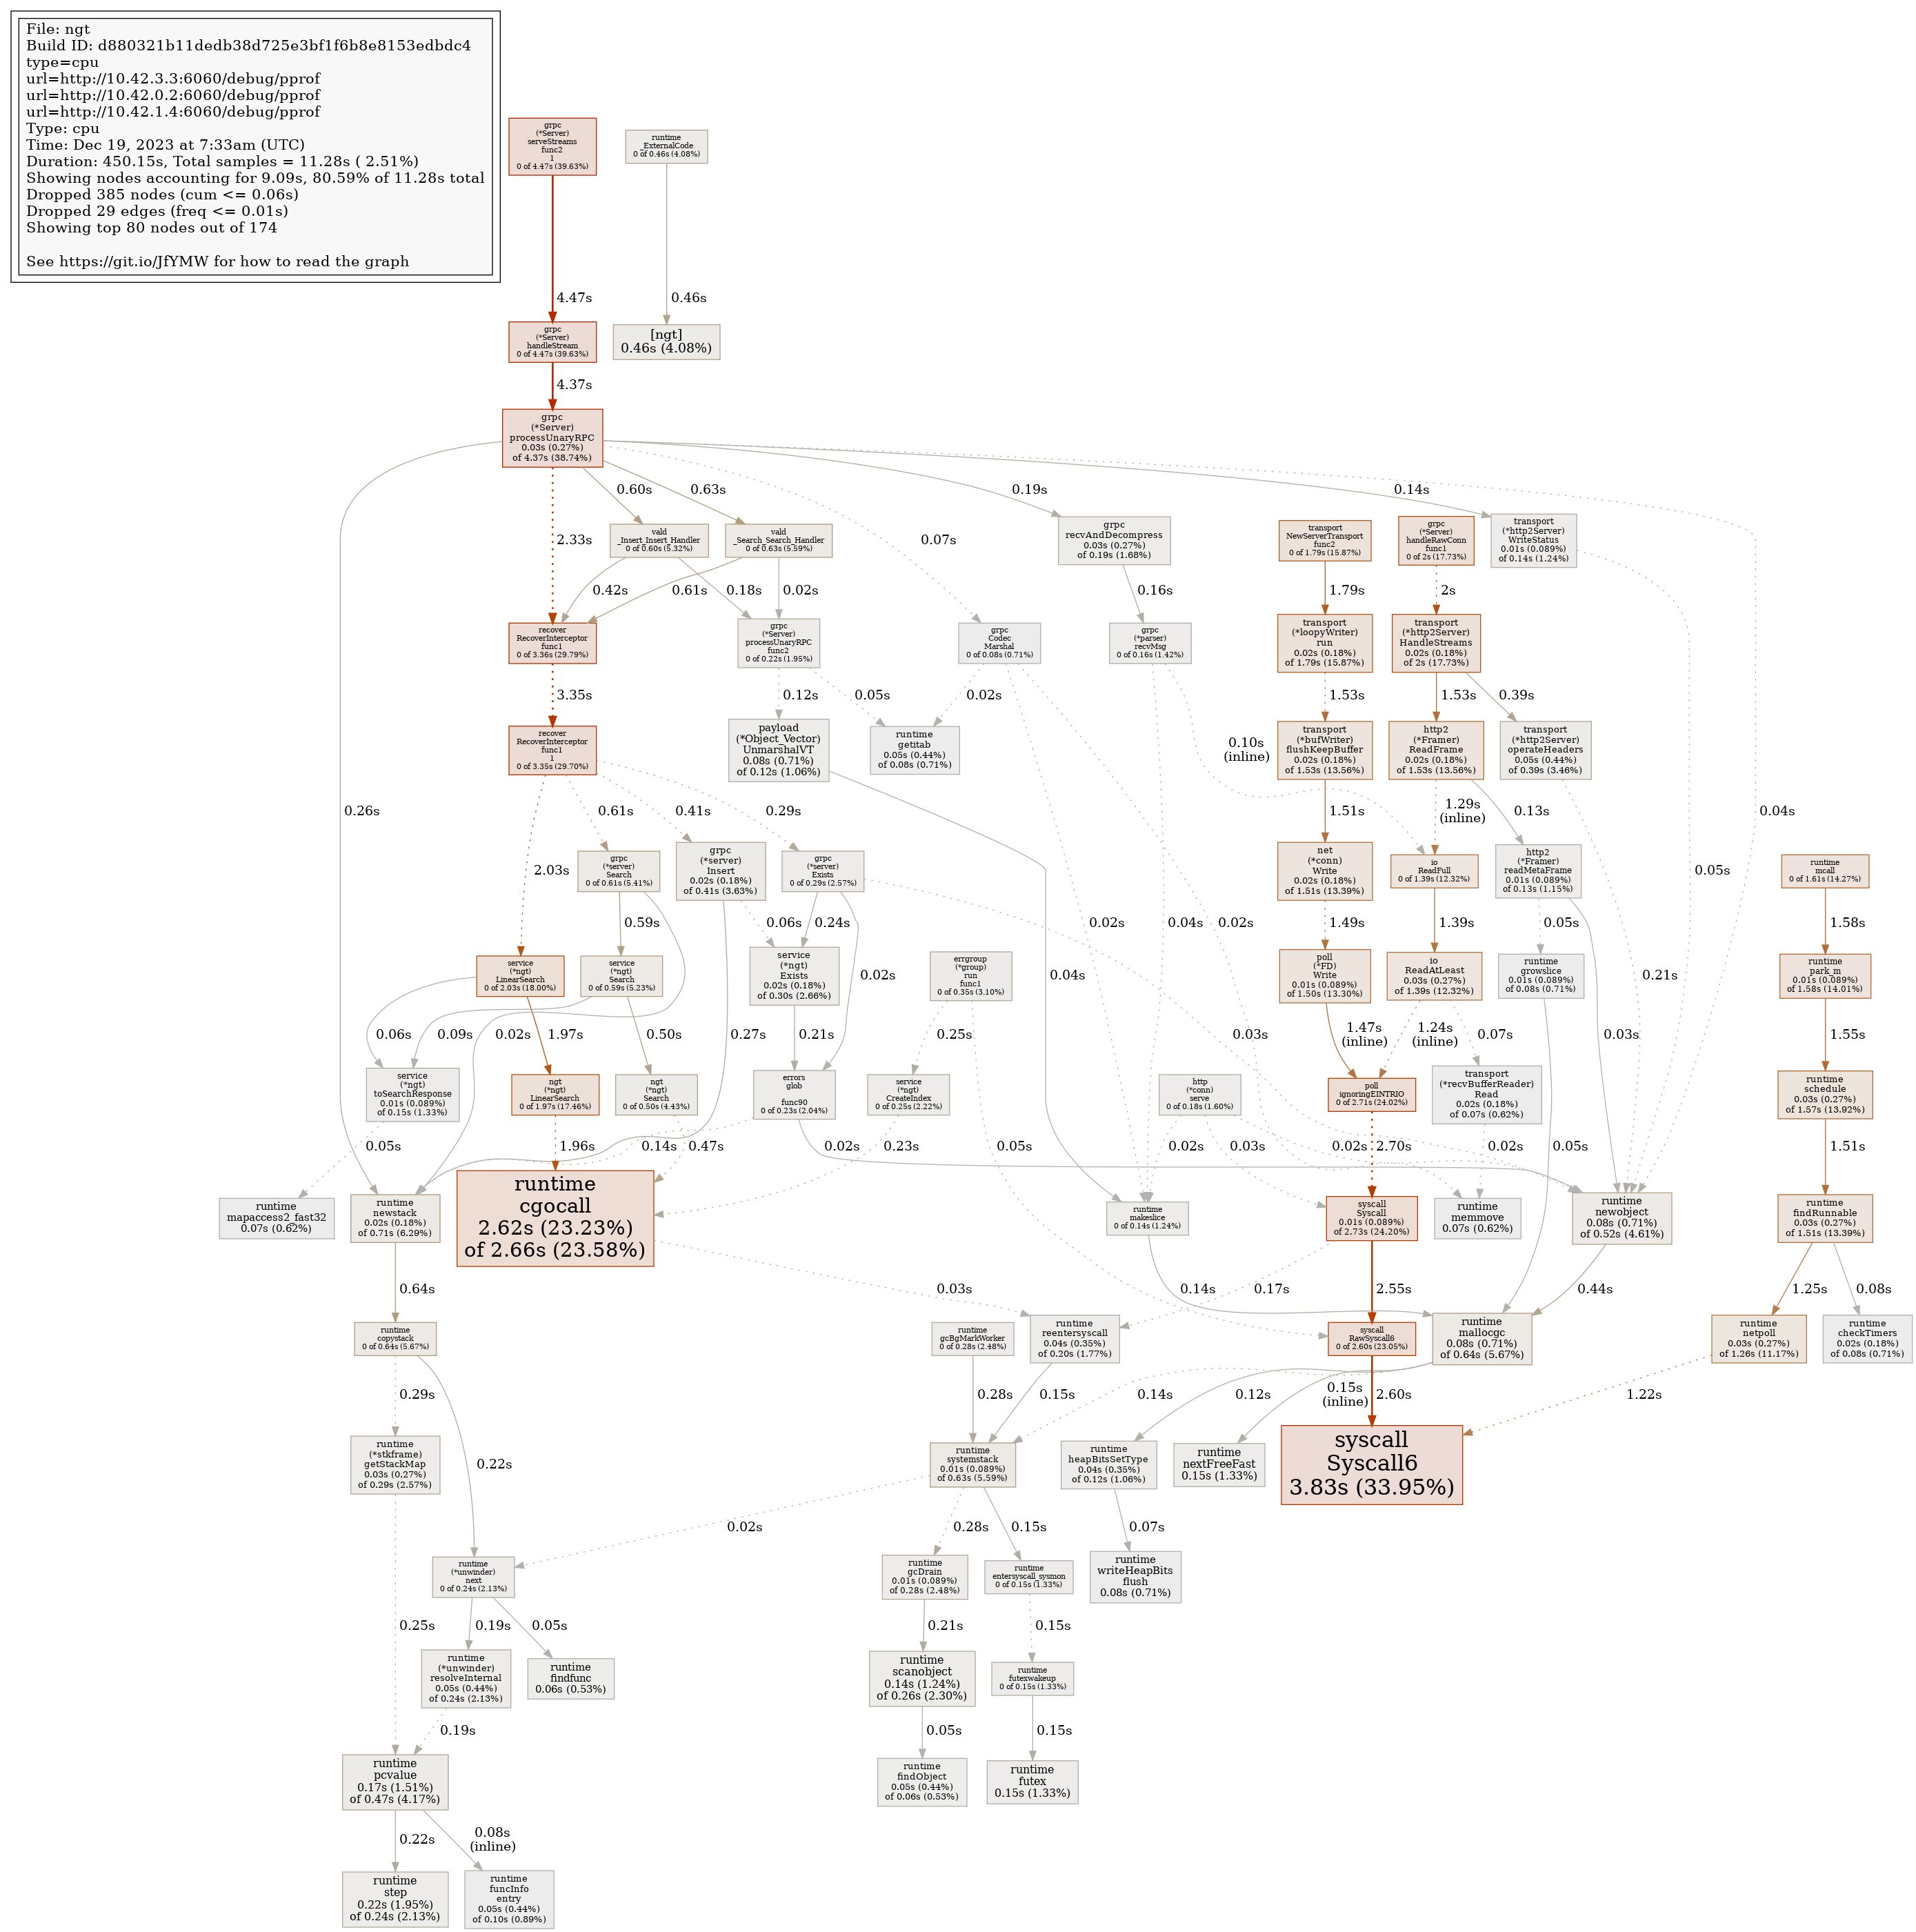 File: ngt
Build ID: d880321b11dedb38d725e3bf1f6b8e8153edbdc4
type=cpu
url=http://10.42.3.3:6060/debug/pprof
url=http://10.42.0.2:6060/debug/pprof
url=http://10.42.1.4:6060/debug/pprof
Type: cpu
Time: Dec 19, 2023 at 7:33am (UTC)
Duration: 450.15s, Total samples = 11.28s ( 2.51%)
Showing nodes accounting for 9.09s, 80.59% of 11.28s total
Dropped 385 nodes (cum <= 0.06s)
Dropped 29 edges (freq <= 0.01s)
Showing top 80 nodes out of 174
See https://git.io/JfYMW for how to read the graph
grpc
(*Server)
serveStreams
func2
1
0 of 4.47s (39.63%)
runtime
_ExternalCode
0 of 0.46s (4.08%)
4.47s
0.46s
grpc
(*Server)
handleStream
0 of 4.47s (39.63%)
[ngt]
0.46s (4.08%)
4.37s
grpc
(*Server)
processUnaryRPC
0.03s (0.27%)
of 4.37s (38.74%)
0.60s
0.63s
0.19s
0.14s
2.33s
0.07s
vald
_Insert_Insert_Handler
0 of 0.60s (5.32%)
vald
_Search_Search_Handler
0 of 0.63s (5.59%)
grpc
recvAndDecompress
0.03s (0.27%)
of 0.19s (1.68%)
transport
NewServerTransport
func2
0 of 1.79s (15.87%)
grpc
(*Server)
handleRawConn
func1
0 of 2s (17.73%)
transport
(*http2Server)
WriteStatus
0.01s (0.089%)
of 0.14s (1.24%)
0.42s
0.61s
0.18s
0.02s
0.16s
1.79s
2s
recover
RecoverInterceptor
func1
0 of 3.36s (29.79%)
grpc
(*Server)
processUnaryRPC
func2
0 of 0.22s (1.95%)
grpc
Codec
Marshal
0 of 0.08s (0.71%)
grpc
(*parser)
recvMsg
0 of 0.16s (1.42%)
transport
(*loopyWriter)
run
0.02s (0.18%)
of 1.79s (15.87%)
transport
(*http2Server)
HandleStreams
0.02s (0.18%)
of 2s (17.73%)
3.35s
0.12s
0.05s
0.02s
1.53s
1.53s
0.39s
recover
RecoverInterceptor
func1
1
0 of 3.35s (29.70%)
payload
(*Object_Vector)
UnmarshalVT
0.08s (0.71%)
of 0.12s (1.06%)
runtime
getitab
0.05s (0.44%)
of 0.08s (0.71%)
0.10s
(inline)
transport
(*bufWriter)
flushKeepBuffer
0.02s (0.18%)
of 1.53s (13.56%)
http2
(*Framer)
ReadFrame
0.02s (0.18%)
of 1.53s (13.56%)
transport
(*http2Server)
operateHeaders
0.05s (0.44%)
of 0.39s (3.46%)
0.26s
0.61s
0.41s
0.29s
1.51s
1.29s
(inline)
0.13s
0.04s
2.03s
grpc
(*server)
Search
0 of 0.61s (5.41%)
grpc
(*server)
Insert
0.02s (0.18%)
of 0.41s (3.63%)
grpc
(*server)
Exists
0 of 0.29s (2.57%)
net
(*conn)
Write
0.02s (0.18%)
of 1.51s (13.39%)
io
ReadFull
0 of 1.39s (12.32%)
http2
(*Framer)
readMetaFrame
0.01s (0.089%)
of 0.13s (1.15%)
0.05s
runtime
mcall
0 of 1.61s (14.27%)
0.59s
0.06s
0.24s
0.02s
0.04s
0.02s
1.49s
1.39s
0.05s
1.58s
service
(*ngt)
LinearSearch
0 of 2.03s (18.00%)
service
(*ngt)
Search
0 of 0.59s (5.23%)
service
(*ngt)
Exists
0.02s (0.18%)
of 0.30s (2.66%)
0.02s
errgroup
(*group)
run
func1
0 of 0.35s (3.10%)
0.04s
poll
(*FD)
Write
0.01s (0.089%)
of 1.50s (13.30%)
io
ReadAtLeast
0.03s (0.27%)
of 1.39s (12.32%)
runtime
growslice
0.01s (0.089%)
of 0.08s (0.71%)
0.21s
runtime
park_m
0.01s (0.089%)
of 1.58s (14.01%)
0.06s
0.09s
0.02s
1.97s
0.50s
0.27s
0.21s
0.25s
0.03s
1.47s
(inline)
1.24s
(inline)
0.07s
0.03s
1.55s
service
(*ngt)
toSearchResponse
0.01s (0.089%)
of 0.15s (1.33%)
ngt
(*ngt)
LinearSearch
0 of 1.97s (17.46%)
ngt
(*ngt)
Search
0 of 0.50s (4.43%)
errors
glob

func90
0 of 0.23s (2.04%)
service
(*ngt)
CreateIndex
0 of 0.25s (2.22%)
http
(*conn)
serve
0 of 0.18s (1.60%)
poll
ignoringEINTRIO
0 of 2.71s (24.02%)
transport
(*recvBufferReader)
Read
0.02s (0.18%)
of 0.07s (0.62%)
runtime
schedule
0.03s (0.27%)
of 1.57s (13.92%)
0.05s
1.96s
0.47s
0.14s
0.02s
0.23s
0.05s
0.02s
0.03s
0.02s
2.70s
0.02s
0.05s
1.51s
runtime
mapaccess2_fast32
0.07s (0.62%)
runtime
newstack
0.02s (0.18%)
of 0.71s (6.29%)
runtime
cgocall
2.62s (23.23%)
of 2.66s (23.58%)
runtime
makeslice
0 of 0.14s (1.24%)
syscall
Syscall
0.01s (0.089%)
of 2.73s (24.20%)
runtime
memmove
0.07s (0.62%)
runtime
newobject
0.08s (0.71%)
of 0.52s (4.61%)
runtime
findRunnable
0.03s (0.27%)
of 1.51s (13.39%)
0.64s
0.03s
0.14s
0.17s
2.55s
0.44s
1.25s
0.08s
runtime
copystack
0 of 0.64s (5.67%)
runtime
gcBgMarkWorker
0 of 0.28s (2.48%)
runtime
reentersyscall
0.04s (0.35%)
of 0.20s (1.77%)
syscall
RawSyscall6
0 of 2.60s (23.05%)
runtime
mallocgc
0.08s (0.71%)
of 0.64s (5.67%)
runtime
netpoll
0.03s (0.27%)
of 1.26s (11.17%)
runtime
checkTimers
0.02s (0.18%)
of 0.08s (0.71%)
0.29s
0.28s
0.15s
0.14s
0.12s
0.15s
(inline)
2.60s
1.22s
runtime
(*stkframe)
getStackMap
0.03s (0.27%)
of 0.29s (2.57%)
0.22s
runtime
systemstack
0.01s (0.089%)
of 0.63s (5.59%)
runtime
heapBitsSetType
0.04s (0.35%)
of 0.12s (1.06%)
runtime
nextFreeFast
0.15s (1.33%)
syscall
Syscall6
3.83s (33.95%)
0.02s
0.28s
0.15s
0.07s
runtime
(*unwinder)
next
0 of 0.24s (2.13%)
runtime
gcDrain
0.01s (0.089%)
of 0.28s (2.48%)
runtime
entersyscall_sysmon
0 of 0.15s (1.33%)
runtime
writeHeapBits
flush
0.08s (0.71%)
0.25s
0.19s
0.05s
0.21s
0.15s
runtime
(*unwinder)
resolveInternal
0.05s (0.44%)
of 0.24s (2.13%)
runtime
findfunc
0.06s (0.53%)
runtime
scanobject
0.14s (1.24%)
of 0.26s (2.30%)
runtime
futexwakeup
0 of 0.15s (1.33%)
0.19s
0.05s
0.15s
runtime
pcvalue
0.17s (1.51%)
of 0.47s (4.17%)
runtime
findObject
0.05s (0.44%)
of 0.06s (0.53%)
runtime
futex
0.15s (1.33%)
0.22s
0.08s
(inline)
runtime
step
0.22s (1.95%)
of 0.24s (2.13%)
runtime
funcInfo
entry
0.05s (0.44%)
of 0.10s (0.89%)